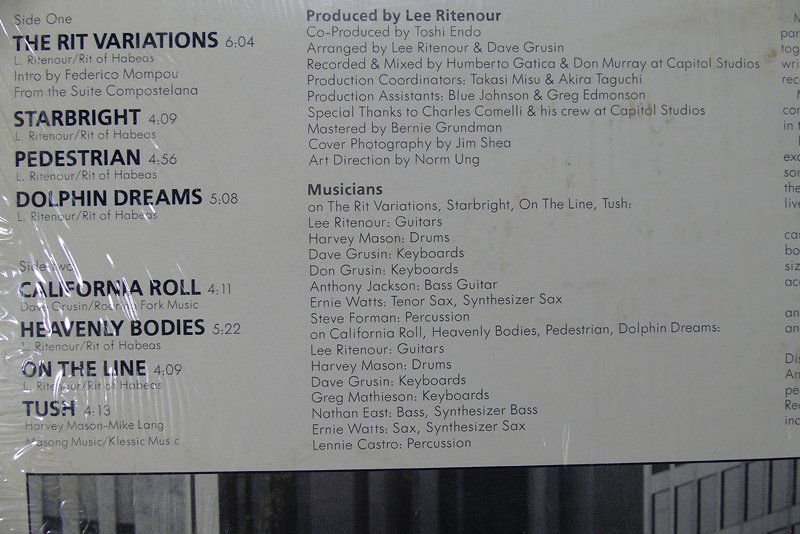 Side One
THE RIT VARIATIONS 6:04
L. Ritenour/Rit of Habeas
Intro by Federico Mompou
From the Suite Compostelana
STARBRIGHT 4:09
L. Ritenour/Rit of Habeas
PEDESTRIAN 4:56
L. Ritenour/Rit of Habeas
DOLPHIN DREAMS 5:08
L. Ritenour/Rit of Habeas
Side Two
CALIFORNIA ROLL 4:11
Dave Grusin/Roaring Fork Music
HEAVENLY BODIES 5:22
L. Ritenour/Rit of Habeas
ON THE LINE 4:09
L. Ritenour/Rit of Habeas
TUSH 4:13
Harvey Mason-Mike Lang
Masong Music/Klessic Music
Produced by Lee Ritenour
Co-Produced by Toshi Endo
Arranged by Lee Ritenour & Dave Grusin
Recorded & Mixed by Humberto Gatica & Don Murray at Capitol Studios
Production Coordinators: Takasi Misu & Akira Taguchi
Production Assistants: Blue Johnson & Greg Edmonson
Special Thanks to Charles Comelli & his crew at Capitol Studios
Mastered by Bernie Grundman
Cover Photography by Jim Shea
Art Direction by Norm Ung
Musicians
on The Rit Variations, Starbright, On The Line, Tush:
Lee Ritenour: Guitars
Harvey Mason: Drums
Dave Grusin: Keyboards
Don Grusin: Keyboards
Anthony Jackson: Bass Guitar
Ernie Watts: Tenor Sax, Synthesizer Sax
Steve Forman: Percussion
on California Roll, Heavenly Bodies, Pedestrian, Dolphin Dreams:
Lee Ritenour: Guitars
Harvey Mason: Drums
Dave Grusin: Keyboards
Greg Mathieson: Keyboards
Nathan East: Bass, Synthesizer Bass
Ernie Watts: Sax, Synthesizer Sax
Lennie Castro: Percussion